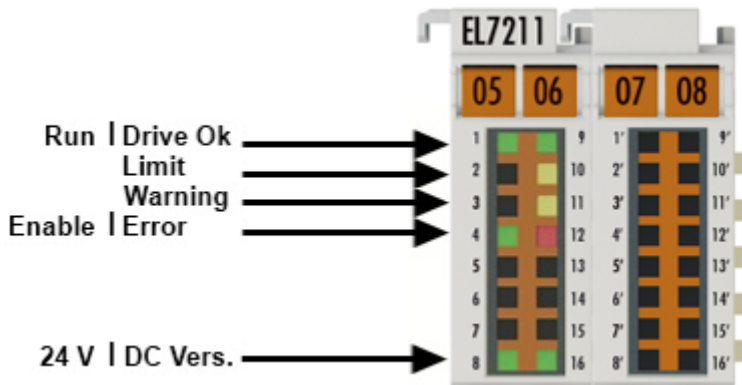 EL7211
05 06 07 08
Run | Drive Ok 1 9 1' 9'
Limit 2 10 2' 10'
Warning 3 11 3' 11'
Enable | Error 4 12 4' 12'
5 13 5' 13'
6 14 6' 14'
7 15 7' 15'
24 V | DC Vers. 8 16 8' 16'